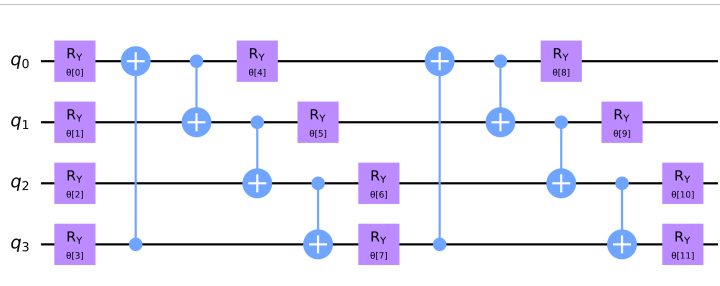 q0 RY θ[0] RY θ[4] RY θ[8]
q1 RY θ[1] RY θ[5] RY θ[9]
q2 RY θ[2] RY θ[6] RY θ[10]
q3 RY θ[3] RY θ[7] RY θ[11]